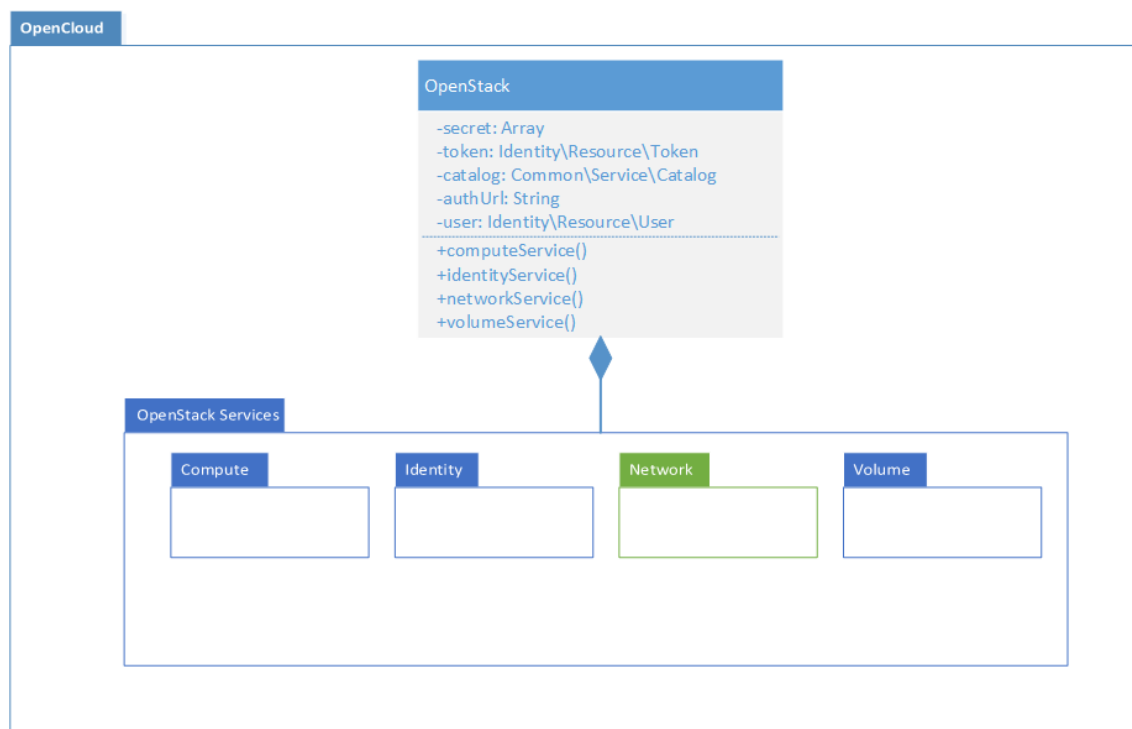 OpenCloud
OpenStack
-secret: Array
-token: Identity\Resource\Token
-catalog: Common\Service\Catalog
-authUrl: String
-user: Identity\Resource\User
+computeService()
+identityService()
+networkService()
+volumeService()
OpenStack Services
Compute
Identity
Network
Volume